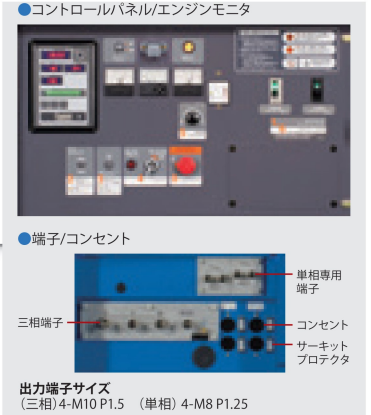 ●コントロールパネル/エンジンモニタ
●端子/コンセント
単相専用
端子
三相端子
コンセント
サーキット
プロテクタ
出力端子サイズ
(三相)4-M10 P1.5 (単相) 4-M8 P1.25